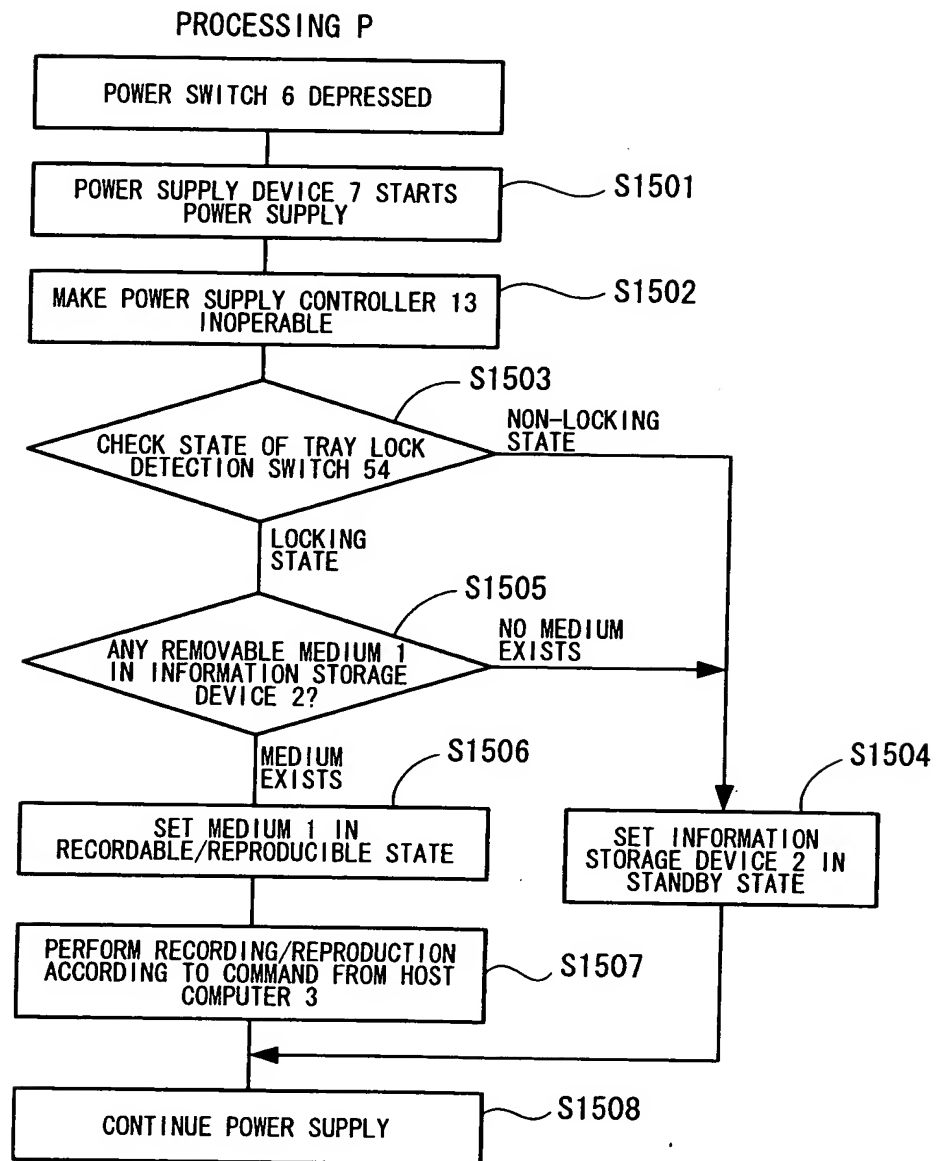 PROCESSING P
POWER SWITCH 6 DEPRESSED
POWER SUPPLY DEVICE 7 STARTS
POWER SUPPLY
S1501
MAKE POWER SUPPLY CONTROLLER 13
INOPERABLE
S1502
S1503
CHECK STATE OF TRAY LOCK
DETECTION SWITCH 54
NON-LOCKING
STATE
LOCKING
STATE
S1505
ANY REMOVABLE MEDIUM 1
IN INFORMATION STORAGE
DEVICE 2?
NO MEDIUM
EXISTS
MEDIUM
EXISTS
S1506
SET MEDIUM 1 IN
RECORDABLE/REPRODUCIBLE STATE
S1504
SET INFORMATION
STORAGE DEVICE 2 IN
STANDBY STATE
PERFORM RECORDING/REPRODUCTION
ACCORDING TO COMMAND FROM HOST
COMPUTER 3
S1507
CONTINUE POWER SUPPLY
S1508